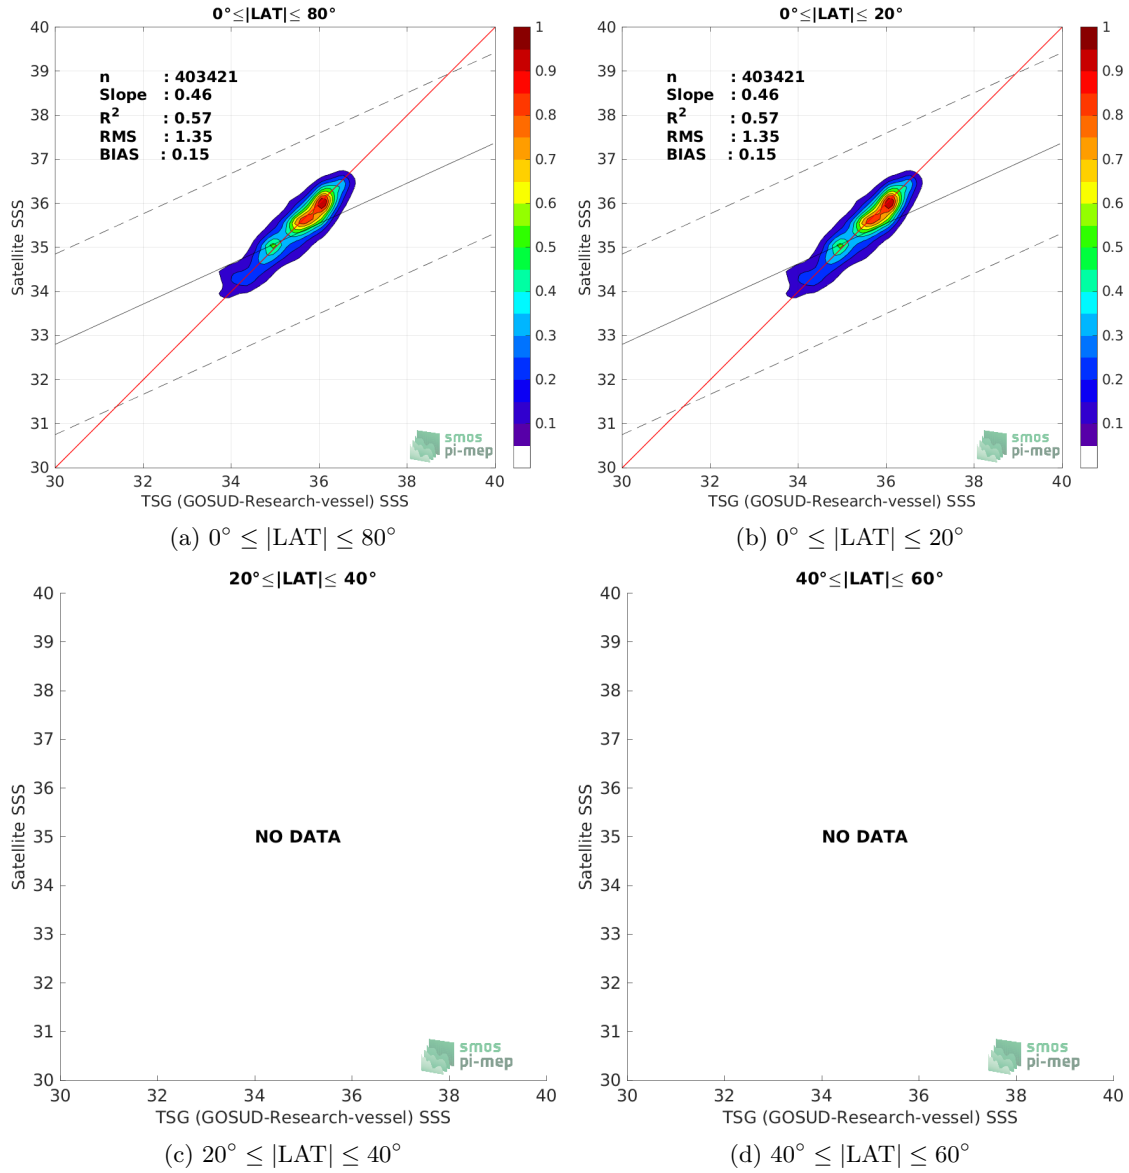 0°≤|LAT|≤ 80°
n : 403421
Slope : 0.46
R² : 0.57
RMS : 1.35
BIAS : 0.15
Satellite SSS
40
39
38
37
36
35
34
33
32
31
30
30 32 34 36 38 40
TSG (GOSUD-Research-vessel) SSS
1
0.9
0.8
0.7
0.6
0.5
0.4
0.3
0.2
0.1
smos
pi-mep
(a) 0° ≤ |LAT| ≤ 80°
0°≤|LAT|≤ 20°
n : 403421
Slope : 0.46
R² : 0.57
RMS : 1.35
BIAS : 0.15
Satellite SSS
40
39
38
37
36
35
34
33
32
31
30
30 32 34 36 38 40
TSG (GOSUD-Research-vessel) SSS
1
0.9
0.8
0.7
0.6
0.5
0.4
0.3
0.2
0.1
smos
pi-mep
(b) 0° ≤ |LAT| ≤ 20°
20°≤|LAT|≤ 40°
Satellite SSS
40
39
38
37
36
35
34
33
32
31
30
NO DATA
30 32 34 36 38 40
TSG (GOSUD-Research-vessel) SSS
smos
pi-mep
(c) 20° ≤ |LAT| ≤ 40°
40°≤|LAT|≤ 60°
Satellite SSS
40
39
38
37
36
35
34
33
32
31
30
NO DATA
30 32 34 36 38 40
TSG (GOSUD-Research-vessel) SSS
smos
pi-mep
(d) 40° ≤ |LAT| ≤ 60°